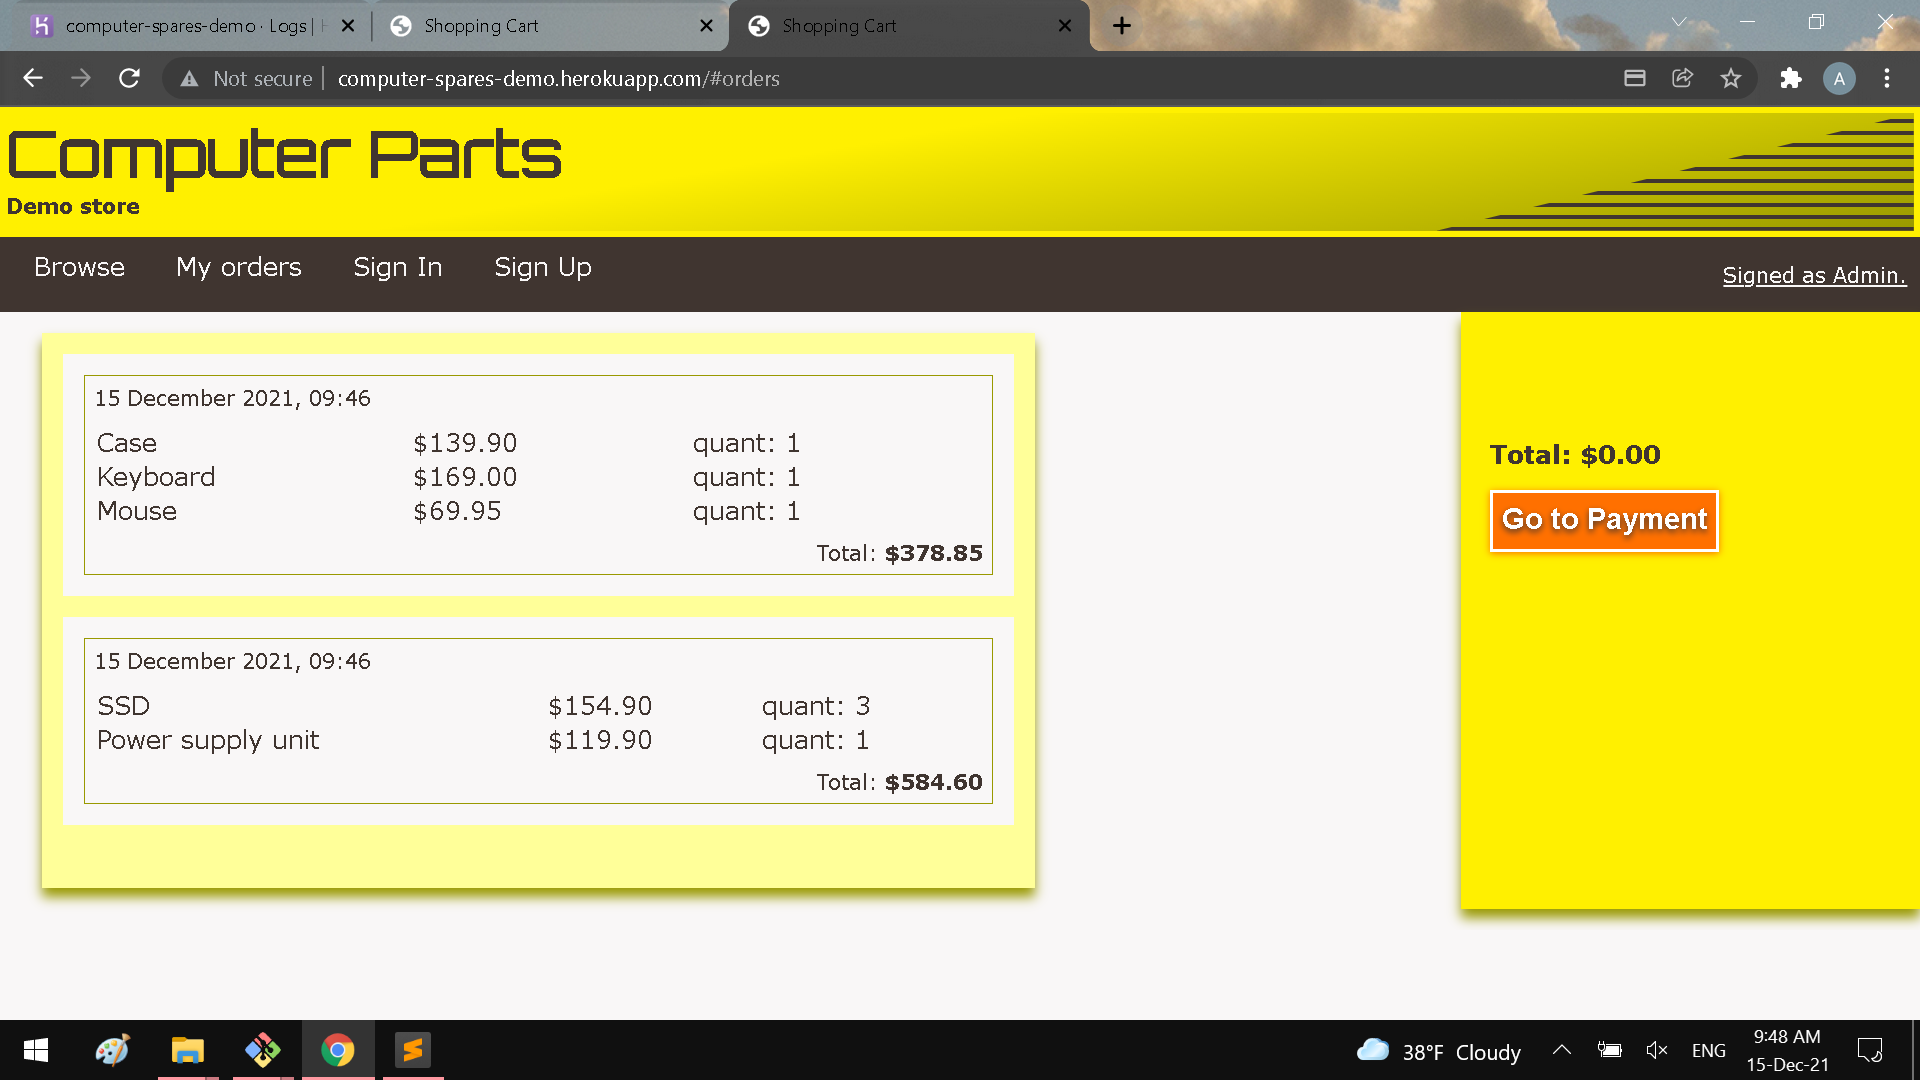 computer-spares-demo · Logs |
Shopping Cart
Shopping Cart
Not secure
computer-spares-demo.herokuapp.com/#orders
A
Computer Parts
Demo store
Browse
My orders
Sign In
Sign Up
Signed as Admin.
15 December 2021, 09:46
Case $139.90 quant: 1
Keyboard $169.00 quant: 1
Mouse $69.95 quant: 1
Total: $378.85
15 December 2021, 09:46
SSD $154.90 quant: 3
Power supply unit $119.90 quant: 1
Total: $584.60
Total: $0.00
Go to Payment
38°F Cloudy
ENG
9:48 AM
15-Dec-21